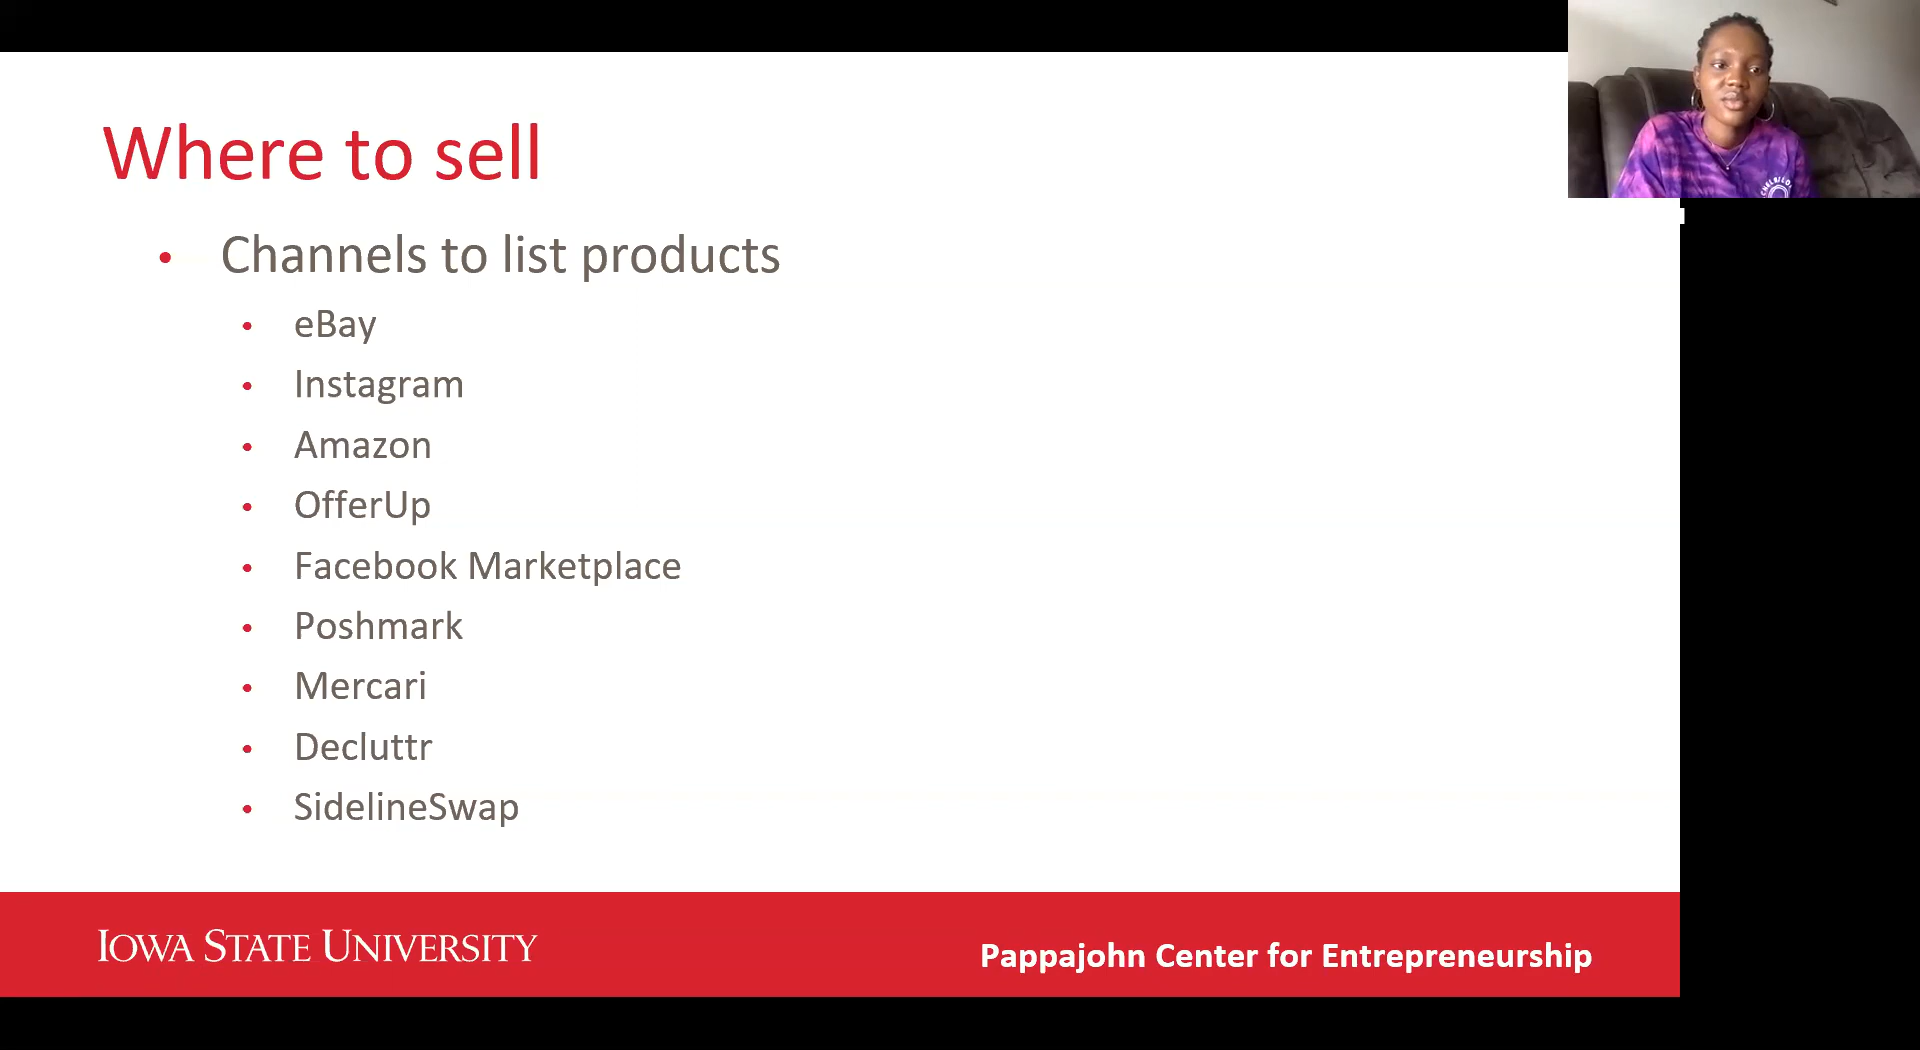 Where to sell
• Channels to list products
• eBay
• Instagram
• Amazon
• OfferUp
• Facebook Marketplace
• Poshmark
• Mercari
• Decluttr
• SidelineSwap
IOWA STATE UNIVERSITY
Pappajohn Center for Entrepreneurship